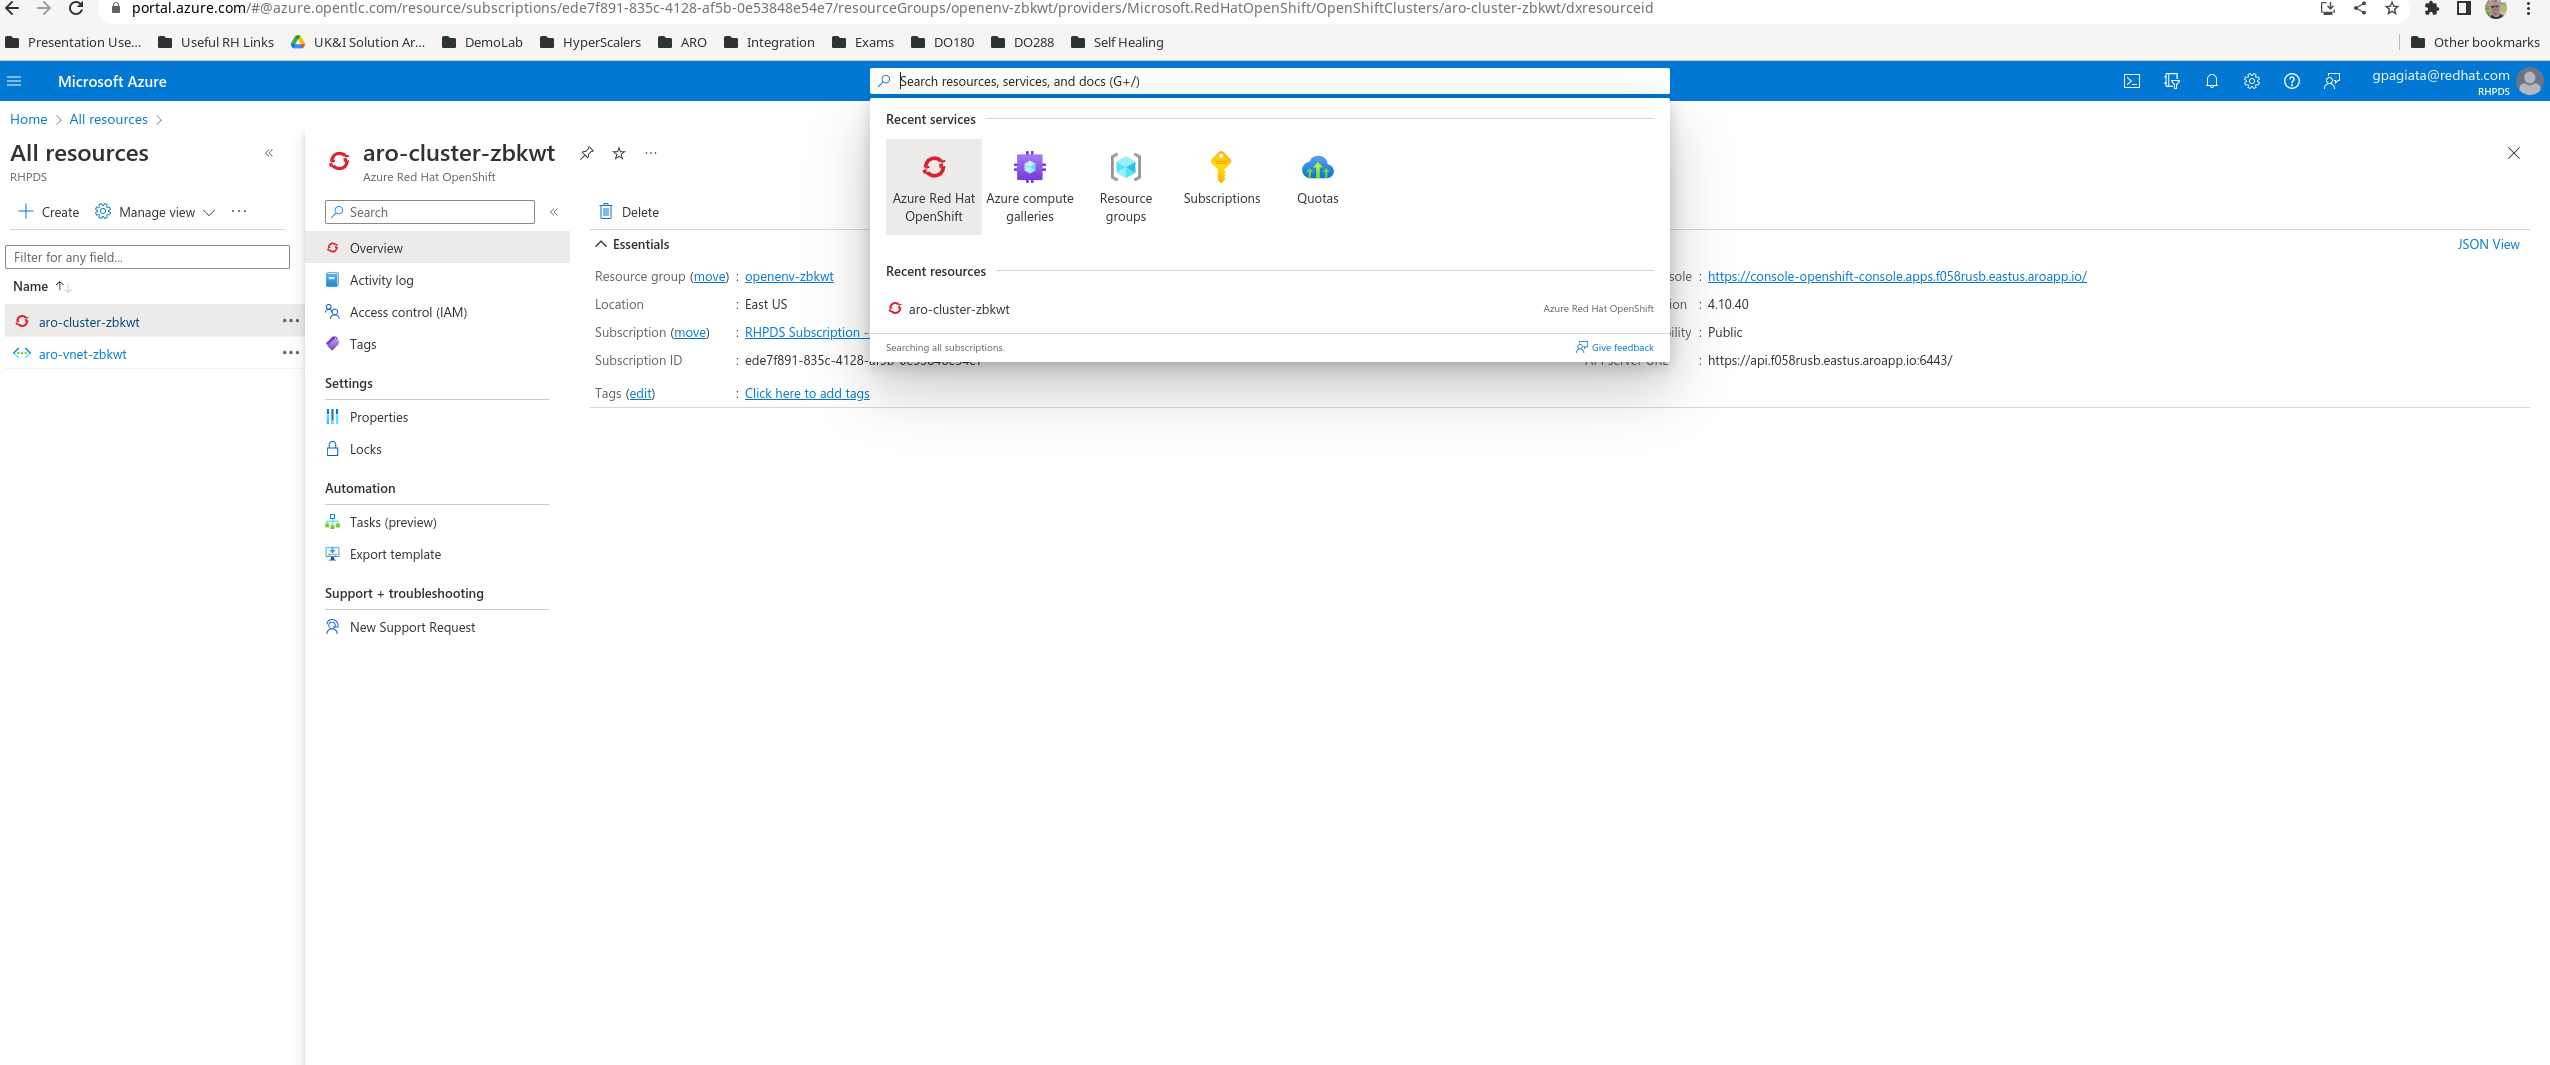 portal.azure.com/#@azure.opentlc.com/resource/subscriptions/ede7f891-835c-4128-af5b-0e53848e54e7/resourceGroups/openenv-zbkwt/providers/Microsoft.RedHatOpenShift/OpenShiftClusters/aro-cluster-zbkwt/dxresourceid
Presentation Use... Useful RH Links UK&I Solution Ar... DemoLab HyperScalers ARO Integration Exams DO180 DO288 Self Healing Other bookmarks
Microsoft Azure
Search resources, services, and docs (G+/)
gpagiata@redhat.com
RHPDS
Home > All resources >
All resources
RHPDS
Create Manage view ...
Filter for any field...
Name ↑↓
aro-cluster-zbkwt ...
aro-vnet-zbkwt ...
aro-cluster-zbkwt ...
Azure Red Hat OpenShift
Search
Overview
Activity log
Access control (IAM)
Tags
Settings
Properties
Locks
Automation
Tasks (preview)
Export template
Support + troubleshooting
New Support Request
Delete
Essentials
JSON View
Resource group (move) : openenv-zbkwt
Location : East US
Subscription (move) : RHPDS Subscription -
Subscription ID : ede7f891-835c-4128-
Tags (edit) : Click here to add tags
sole : https://console-openshift-console.apps.f058rusb.eastus.aroapp.io/
ion : 4.10.40
ility : Public
: https://api.f058rusb.eastus.aroapp.io:6443/
Recent services
Azure Red Hat OpenShift
Azure compute galleries
Resource groups
Subscriptions
Quotas
Recent resources
aro-cluster-zbkwt Azure Red Hat OpenShift
Searching all subscriptions. Give feedback